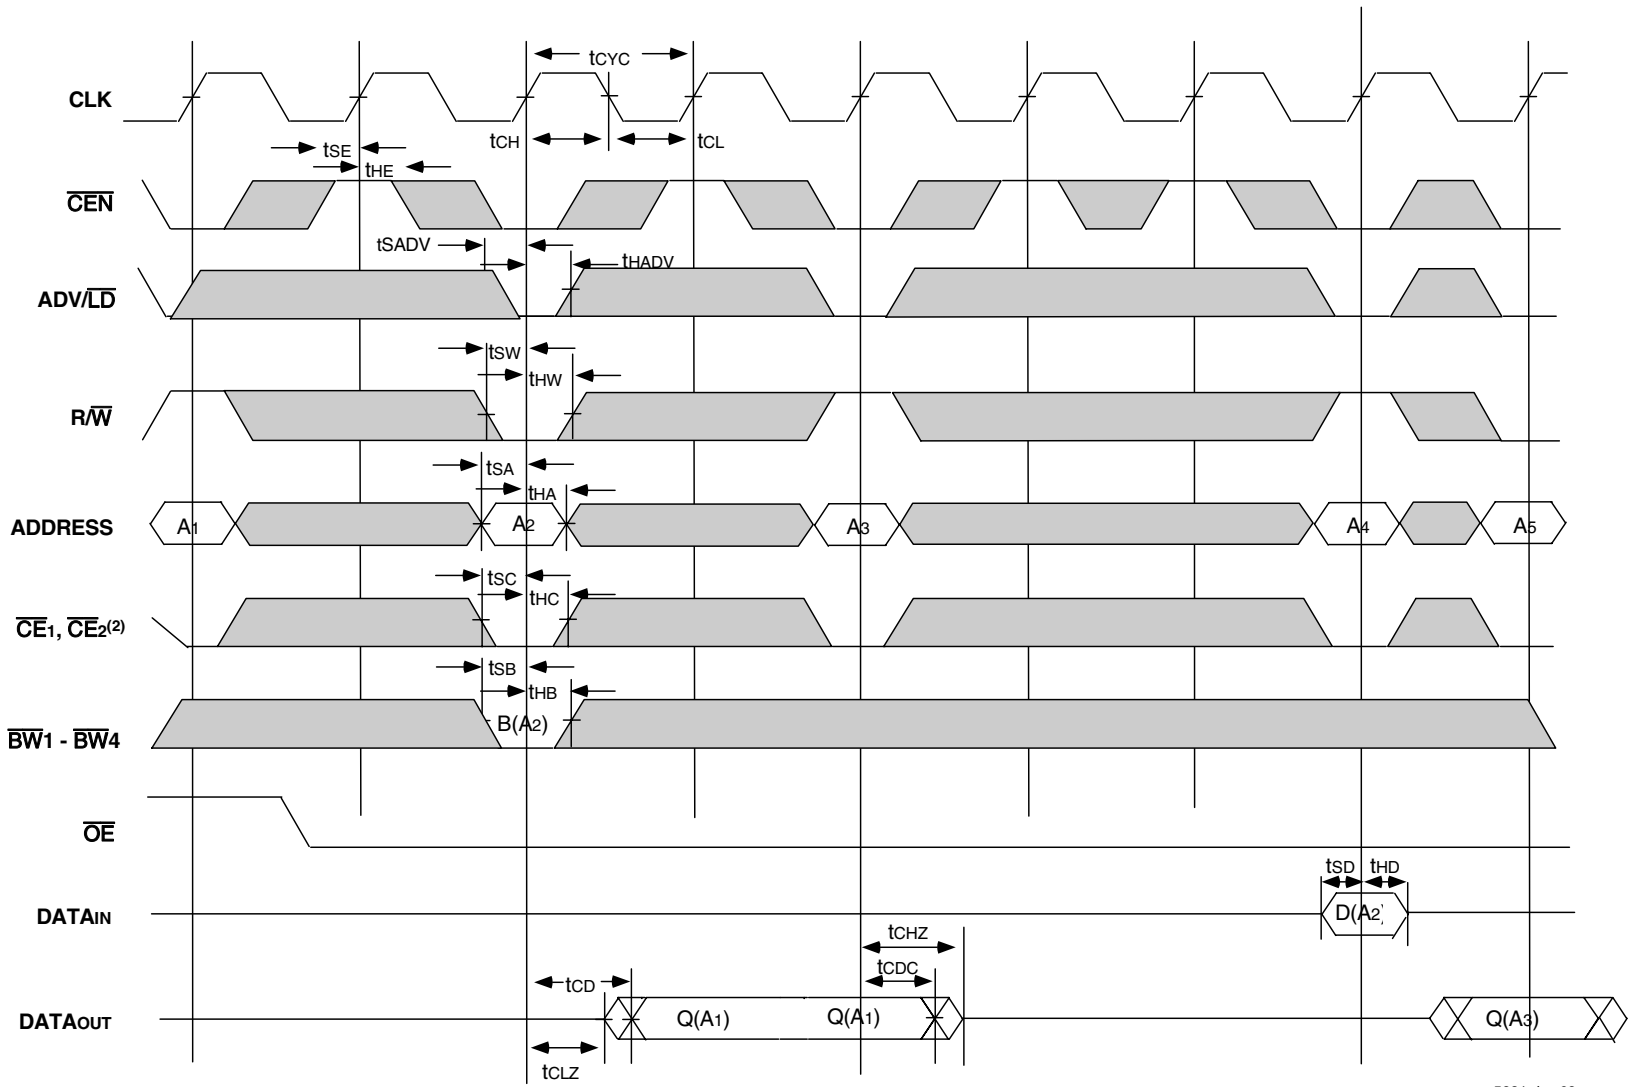 tCYC
CLK
tCH
tCL
tSE
tHE
CEN
tSADV
tHADV
ADV/LD
tSW
tHW
R/W
tSA
tHA
ADDRESS
A1
A2
A3
A4
A5
tSC
tHC
CE1, CE2(2)
tSB
tHB
B(A2)
BW1 - BW4
OE
tSD
tHD
DATAIN
D(A2)
tCHZ
tCDC
tCD
DATAOUT
Q(A1)
Q(A1)
Q(A3)
tCLZ